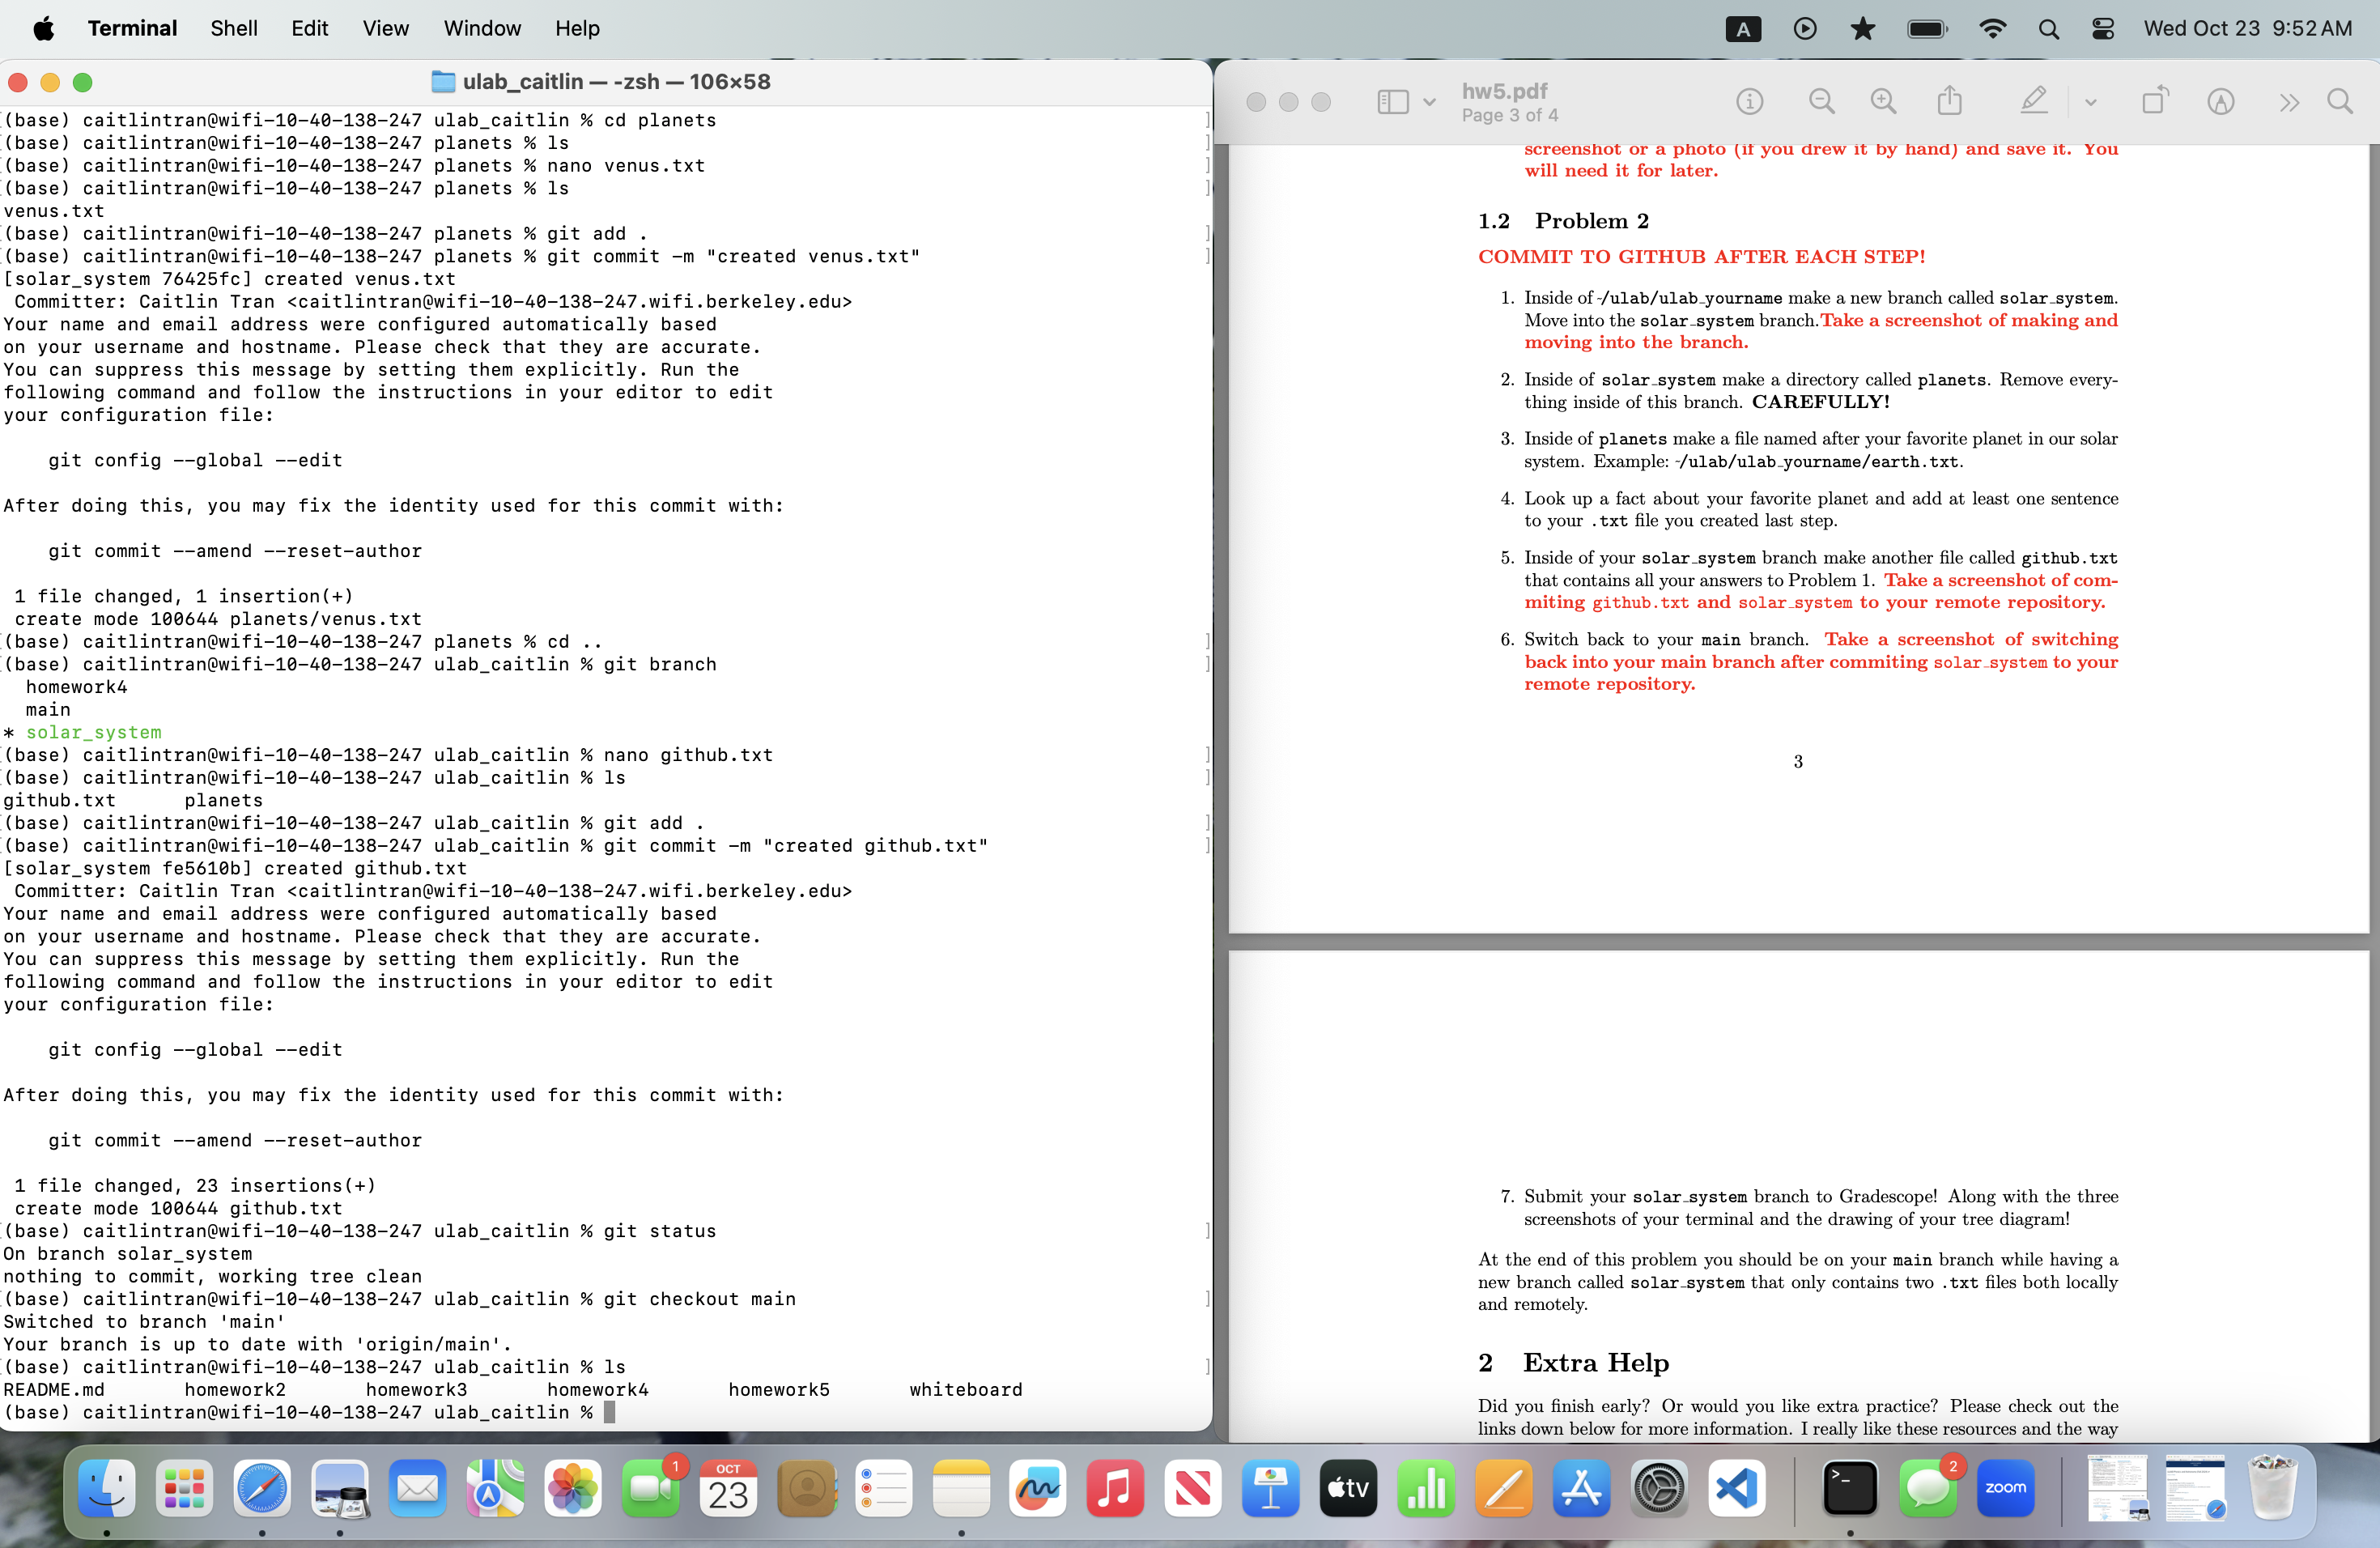 Terminal Shell Edit View Window Help
A
Wed Oct 23 9:52 AM
ulab_caitlin — -zsh — 106×58
(base) caitlintran@wifi-10-40-138-247 ulab_caitlin % cd planets
(base) caitlintran@wifi-10-40-138-247 planets % ls
(base) caitlintran@wifi-10-40-138-247 planets % nano venus.txt
(base) caitlintran@wifi-10-40-138-247 planets % ls
venus.txt
(base) caitlintran@wifi-10-40-138-247 planets % git add .
(base) caitlintran@wifi-10-40-138-247 planets % git commit -m "created venus.txt"
[solar_system 76425fc] created venus.txt
 Committer: Caitlin Tran <caitlintran@wifi-10-40-138-247.wifi.berkeley.edu>
Your name and email address were configured automatically based
on your username and hostname. Please check that they are accurate.
You can suppress this message by setting them explicitly. Run the
following command and follow the instructions in your editor to edit
your configuration file:
    git config --global --edit
After doing this, you may fix the identity used for this commit with:
    git commit --amend --reset-author
 1 file changed, 1 insertion(+)
 create mode 100644 planets/venus.txt
(base) caitlintran@wifi-10-40-138-247 planets % cd ..
(base) caitlintran@wifi-10-40-138-247 ulab_caitlin % git branch
  homework4
  main
* solar_system
(base) caitlintran@wifi-10-40-138-247 ulab_caitlin % nano github.txt
(base) caitlintran@wifi-10-40-138-247 ulab_caitlin % ls
github.txt      planets
(base) caitlintran@wifi-10-40-138-247 ulab_caitlin % git add .
(base) caitlintran@wifi-10-40-138-247 ulab_caitlin % git commit -m "created github.txt"
[solar_system fe5610b] created github.txt
 Committer: Caitlin Tran <caitlintran@wifi-10-40-138-247.wifi.berkeley.edu>
Your name and email address were configured automatically based
on your username and hostname. Please check that they are accurate.
You can suppress this message by setting them explicitly. Run the
following command and follow the instructions in your editor to edit
your configuration file:
    git config --global --edit
After doing this, you may fix the identity used for this commit with:
    git commit --amend --reset-author
 1 file changed, 23 insertions(+)
 create mode 100644 github.txt
(base) caitlintran@wifi-10-40-138-247 ulab_caitlin % git status
On branch solar_system
nothing to commit, working tree clean
(base) caitlintran@wifi-10-40-138-247 ulab_caitlin % git checkout main
Switched to branch 'main'
Your branch is up to date with 'origin/main'.
(base) caitlintran@wifi-10-40-138-247 ulab_caitlin % ls
README.md       homework2       homework3       homework4       homework5       whiteboard
(base) caitlintran@wifi-10-40-138-247 ulab_caitlin %
hw5.pdf
Page 3 of 4
screenshot or a photo (if you drew it by hand) and save it. You
will need it for later.
1.2 Problem 2
COMMIT TO GITHUB AFTER EACH STEP!
1. Inside of ~/ulab/ulab_yourname make a new branch called solar_system.
Move into the solar_system branch.Take a screenshot of making and
moving into the branch.
2. Inside of solar_system make a directory called planets. Remove every-
thing inside of this branch. CAREFULLY!
3. Inside of planets make a file named after your favorite planet in our solar
system. Example: ~/ulab/ulab_yourname/earth.txt.
4. Look up a fact about your favorite planet and add at least one sentence
to your .txt file you created last step.
5. Inside of your solar_system branch make another file called github.txt
that contains all your answers to Problem 1. Take a screenshot of com-
miting github.txt and solar_system to your remote repository.
6. Switch back to your main branch. Take a screenshot of switching
back into your main branch after commiting solar_system to your
remote repository.
3
7. Submit your solar_system branch to Gradescope! Along with the three
screenshots of your terminal and the drawing of your tree diagram!
At the end of this problem you should be on your main branch while having a
new branch called solar_system that only contains two .txt files both locally
and remotely.
2 Extra Help
Did you finish early? Or would you like extra practice? Please check out the
links down below for more information. I really like these resources and the way
1
OCT
23
tv
>_
2
zoom